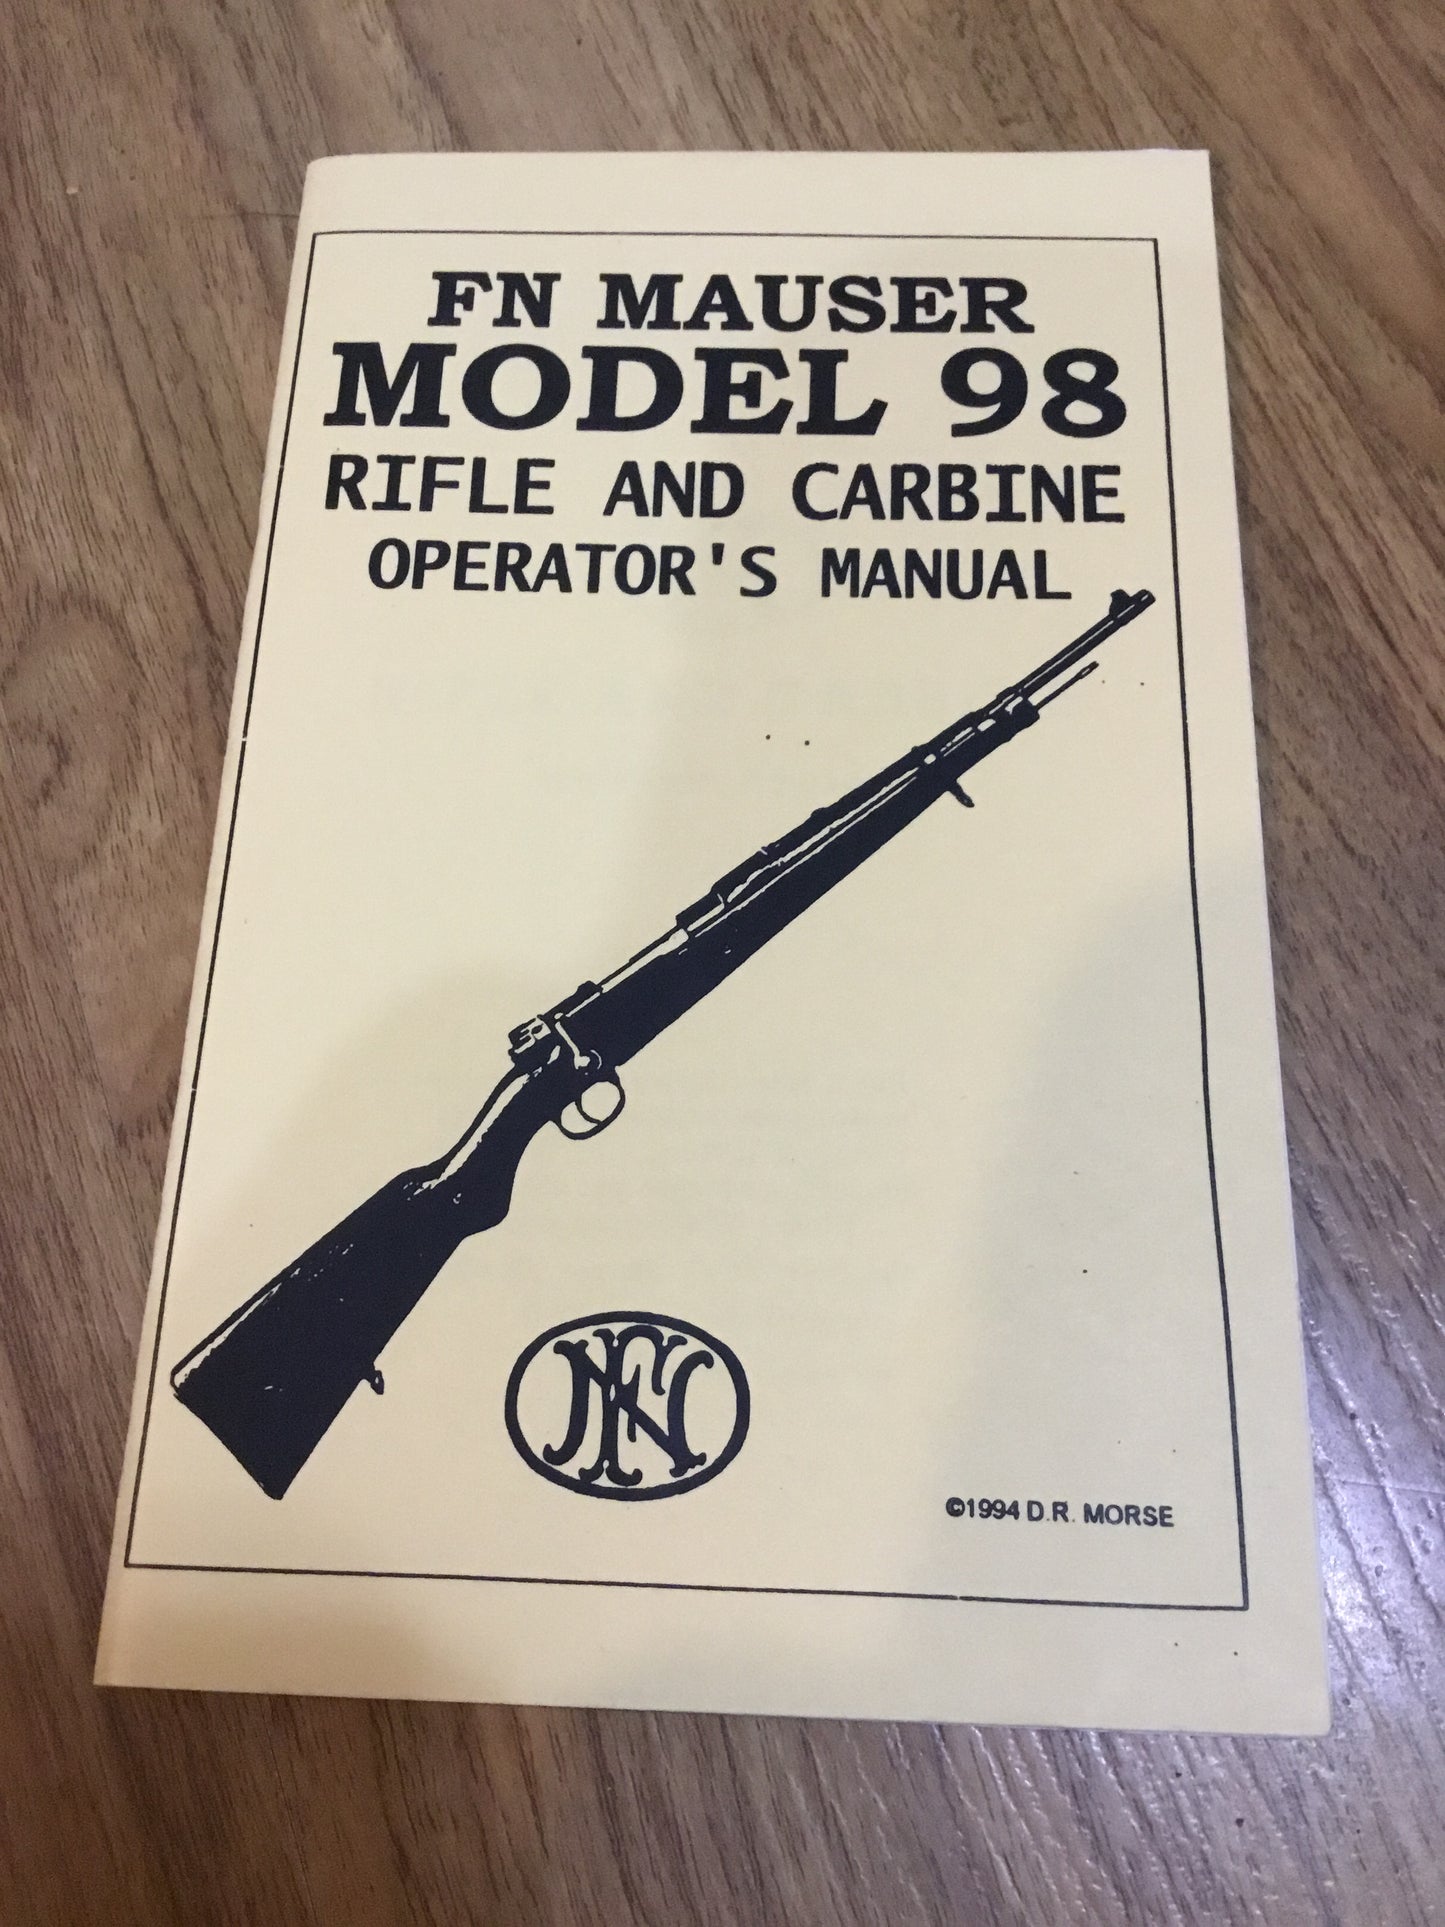 FN MAUSER
MODEL 98
RIFLE AND CARBINE
OPERATOR'S MANUAL
FN
©1994 D.R. MORSE